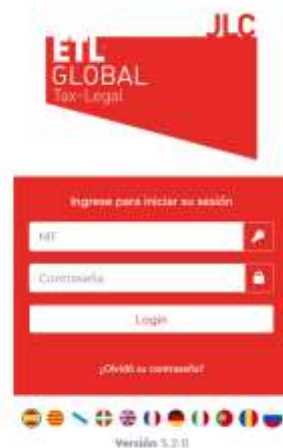 JLC
ETL
GLOBAL
Tax-Legal
Ingrese para iniciar su sesión
NIF
Contraseña
Login
¿Olvidó su contraseña?
Versión 5.2.0